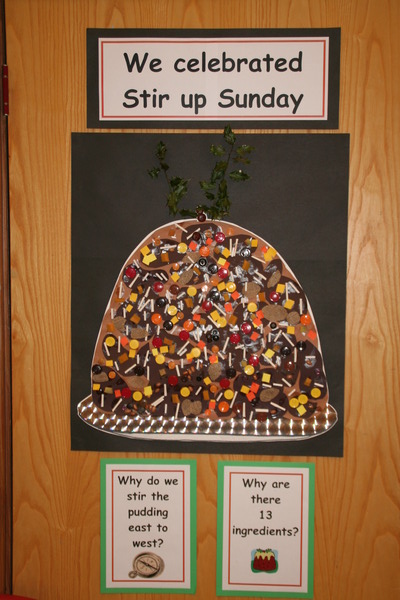 We celebrated
Stir up Sunday
Why do we
stir the
pudding
east to
west?
Why are
there
13
ingredients?